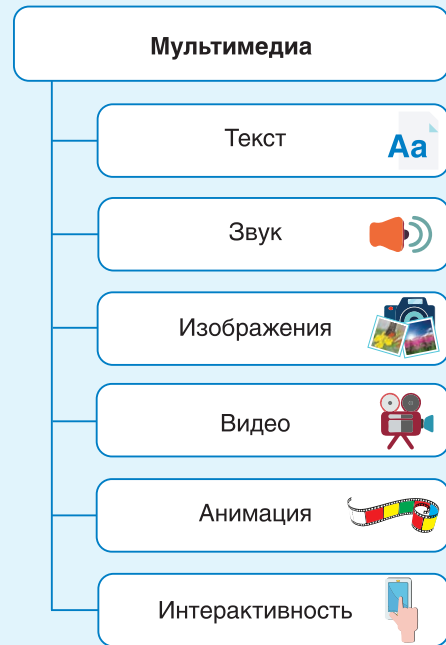 Мультимедиа
Текст
Aa
Звук
Изображения
Видео
Анимация
Интерактивность